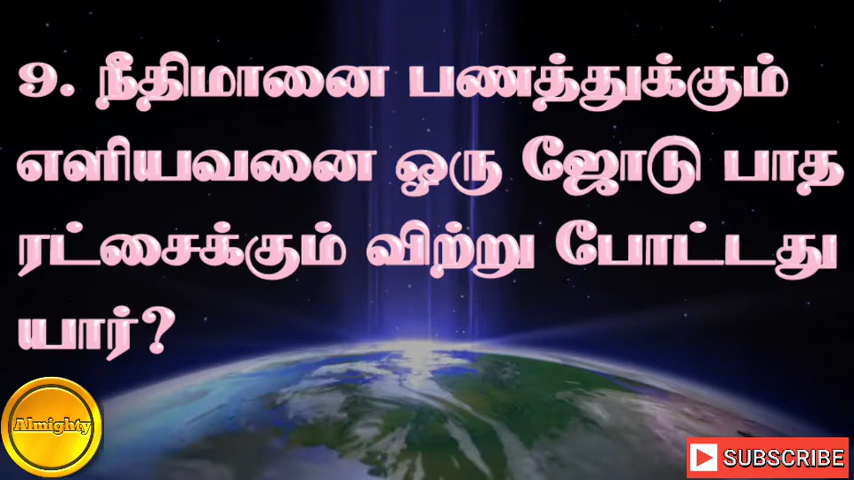 9. நீதிமானை பணத்துக்கும்
எளியவனை ஒரு ஜோடு பாத
ரட்சைக்கும் விற்று போட்டது
யார்?
Almighty
SUBSCRIBE